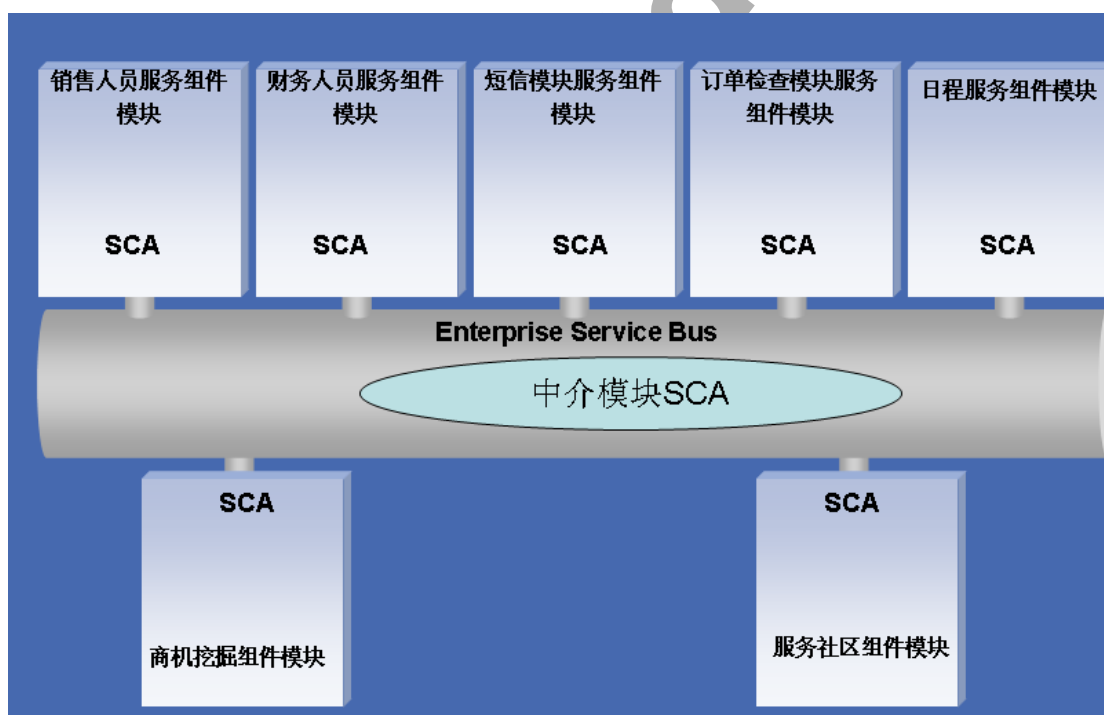 销售人员服务组件
模块
SCA
财务人员服务组件
模块
SCA
短信模块服务组件
模块
SCA
订单检查模块服务
组件模块
SCA
日程服务组件模块
SCA
Enterprise Service Bus
中介模块SCA
SCA
商机挖掘组件模块
SCA
服务社区组件模块